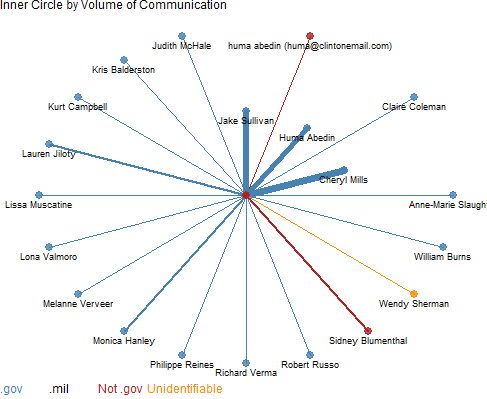 Inner Circle by Volume of Communication
Judith McHale
huma abedin (huma@clintonemail.com)
Kris Balderston
Kurt Campbell
Claire Coleman
Jake Sullivan
Huma Abedin
Lauren Jiloty
Cheryl Mills
Lissa Muscatine
Anne-Marie Slaugh
Lona Valmoro
William Burns
Melanne Verveer
Wendy Sherman
Monica Hanley
Sidney Blumenthal
Philippe Reines
Robert Russo
Richard Verma
.gov .mil Not .gov Unidentifiable